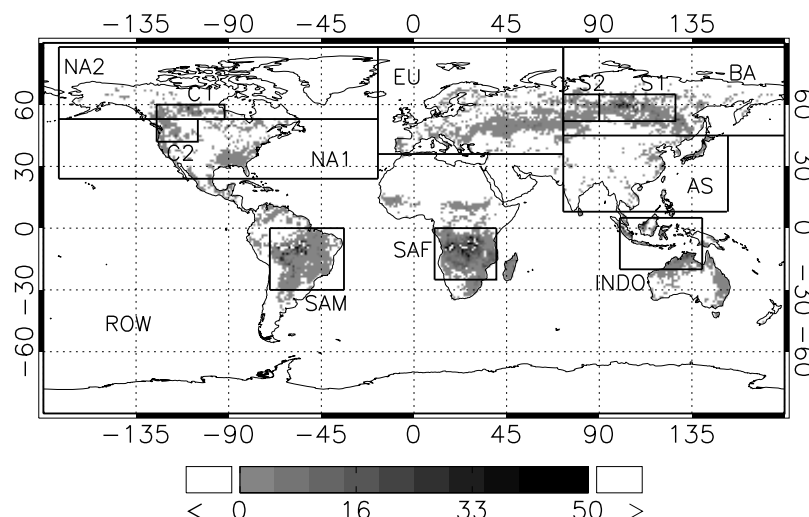 −135 −90 −45 0 45 90 135
NA2 C1 EU S2 S1 BA
60 60
C2 NA1
30 30
AS
0 0
SAF
−30 −30
SAM INDO
ROW
−60 −60
−135 −90 −45 0 45 90 135
< 0 16 33 50 >